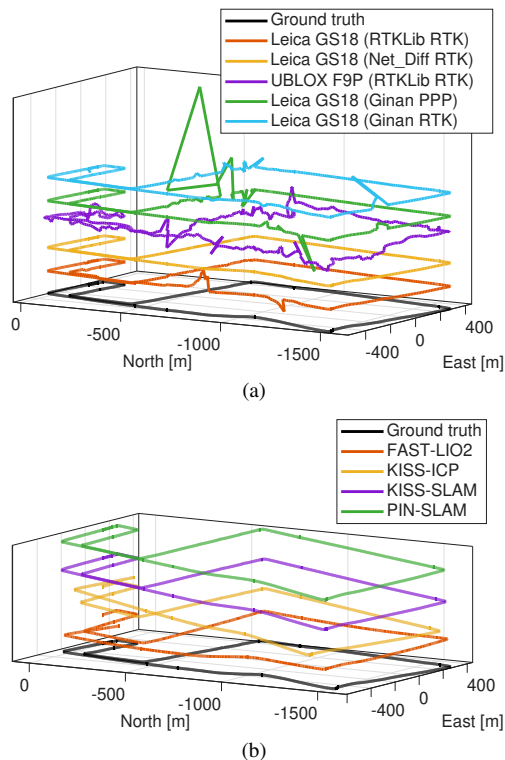 Ground truth
Leica GS18 (RTKLib RTK)
Leica GS18 (Net_Diff RTK)
UBLOX F9P (RTKLib RTK)
Leica GS18 (Ginan PPP)
Leica GS18 (Ginan RTK)
0
-500
-1000
-1500
-400
0
400
North [m]
East [m]
(a)
Ground truth
FAST-LIO2
KISS-ICP
KISS-SLAM
PIN-SLAM
0
-500
-1000
-1500
-400
0
400
North [m]
East [m]
(b)